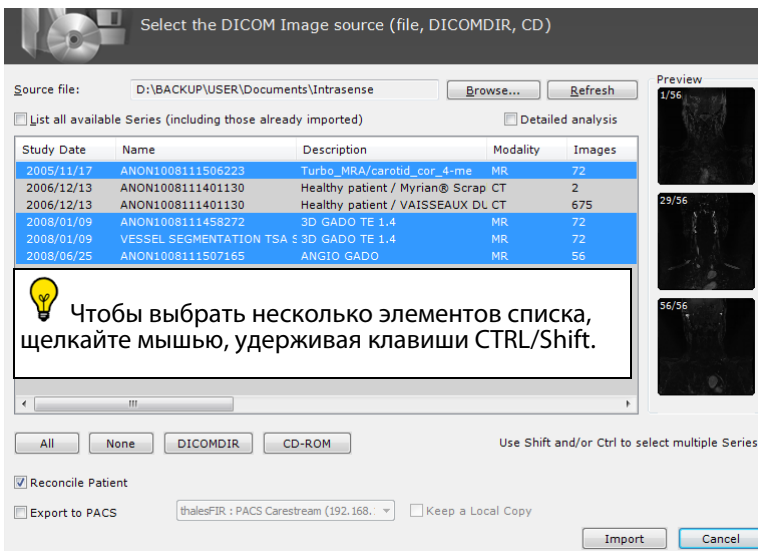 Select the DICOM Image source (file, DICOMDIR, CD)
Source file: D:\BACKUP\USER\Documents\Intrasense Browse... Refresh
List all available Series (including those already imported) Detailed analysis
Study Date Name Description Modality Images
2005/11/17 ANON1008111506223 Turbo_MRA/carotid_cor_4-me MR 72
2006/12/13 ANON1008111401130 Healthy patient / Myrian® Scrap CT 2
2006/12/13 ANON1008111401130 Healthy patient / VAISSEAUX DU CT 675
2008/01/09 ANON1008111458272 3D GADO TE 1.4 MR 72
2008/01/09 VESSEL SEGMENTATION TSA S 3D GADO TE 1.4 MR 72
2008/06/25 ANON1008111507165 ANGIO GADO MR 56
Чтобы выбрать несколько элементов списка,
щелкайте мышью, удерживая клавиши CTRL/Shift.
Preview
1/56
29/56
56/56
All None DICOMDIR CD-ROM Use Shift and/or Ctrl to select multiple Series
Reconcile Patient
Export to PACS thalesFIR : PACS Carestream (192.168. Keep a Local Copy
Import Cancel